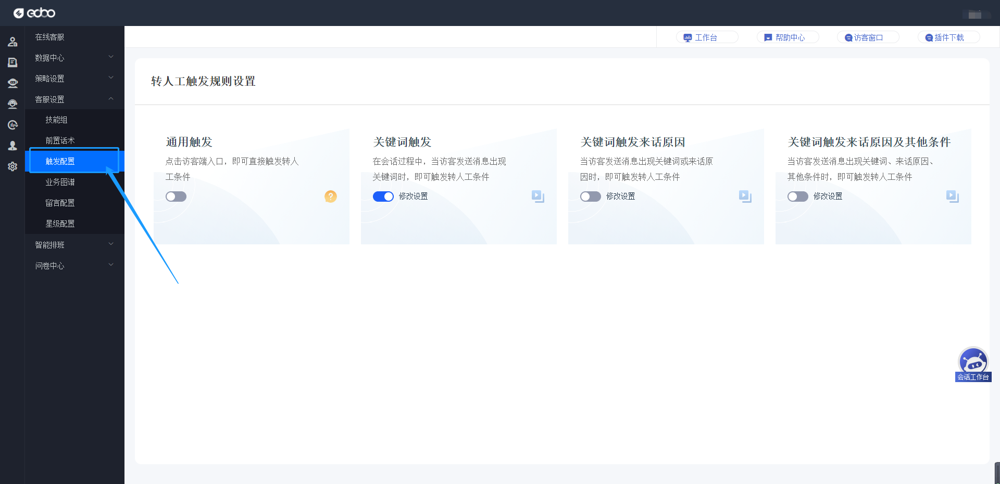 ecbo
工作台
帮助中心
访客窗口
插件下载
在线客服
数据中心
策略设置
客服设置
技能组
前置话术
触发配置
业务图谱
留言配置
星级配置
智能排班
问卷中心
转人工触发规则设置
通用触发
点击访客端入口，即可直接触发转人
工条件
关键词触发
在会话过程中，当访客发送消息出现
关键词时，即可触发转人工条件
修改设置
关键词触发来话原因
当访客发送消息出现关键词或来话原
因时，即可触发转人工条件
修改设置
关键词触发来话原因及其他条件
当访客发送消息出现关键词、来话原因、
其他条件时，即可触发转人工条件
修改设置
会话工作台